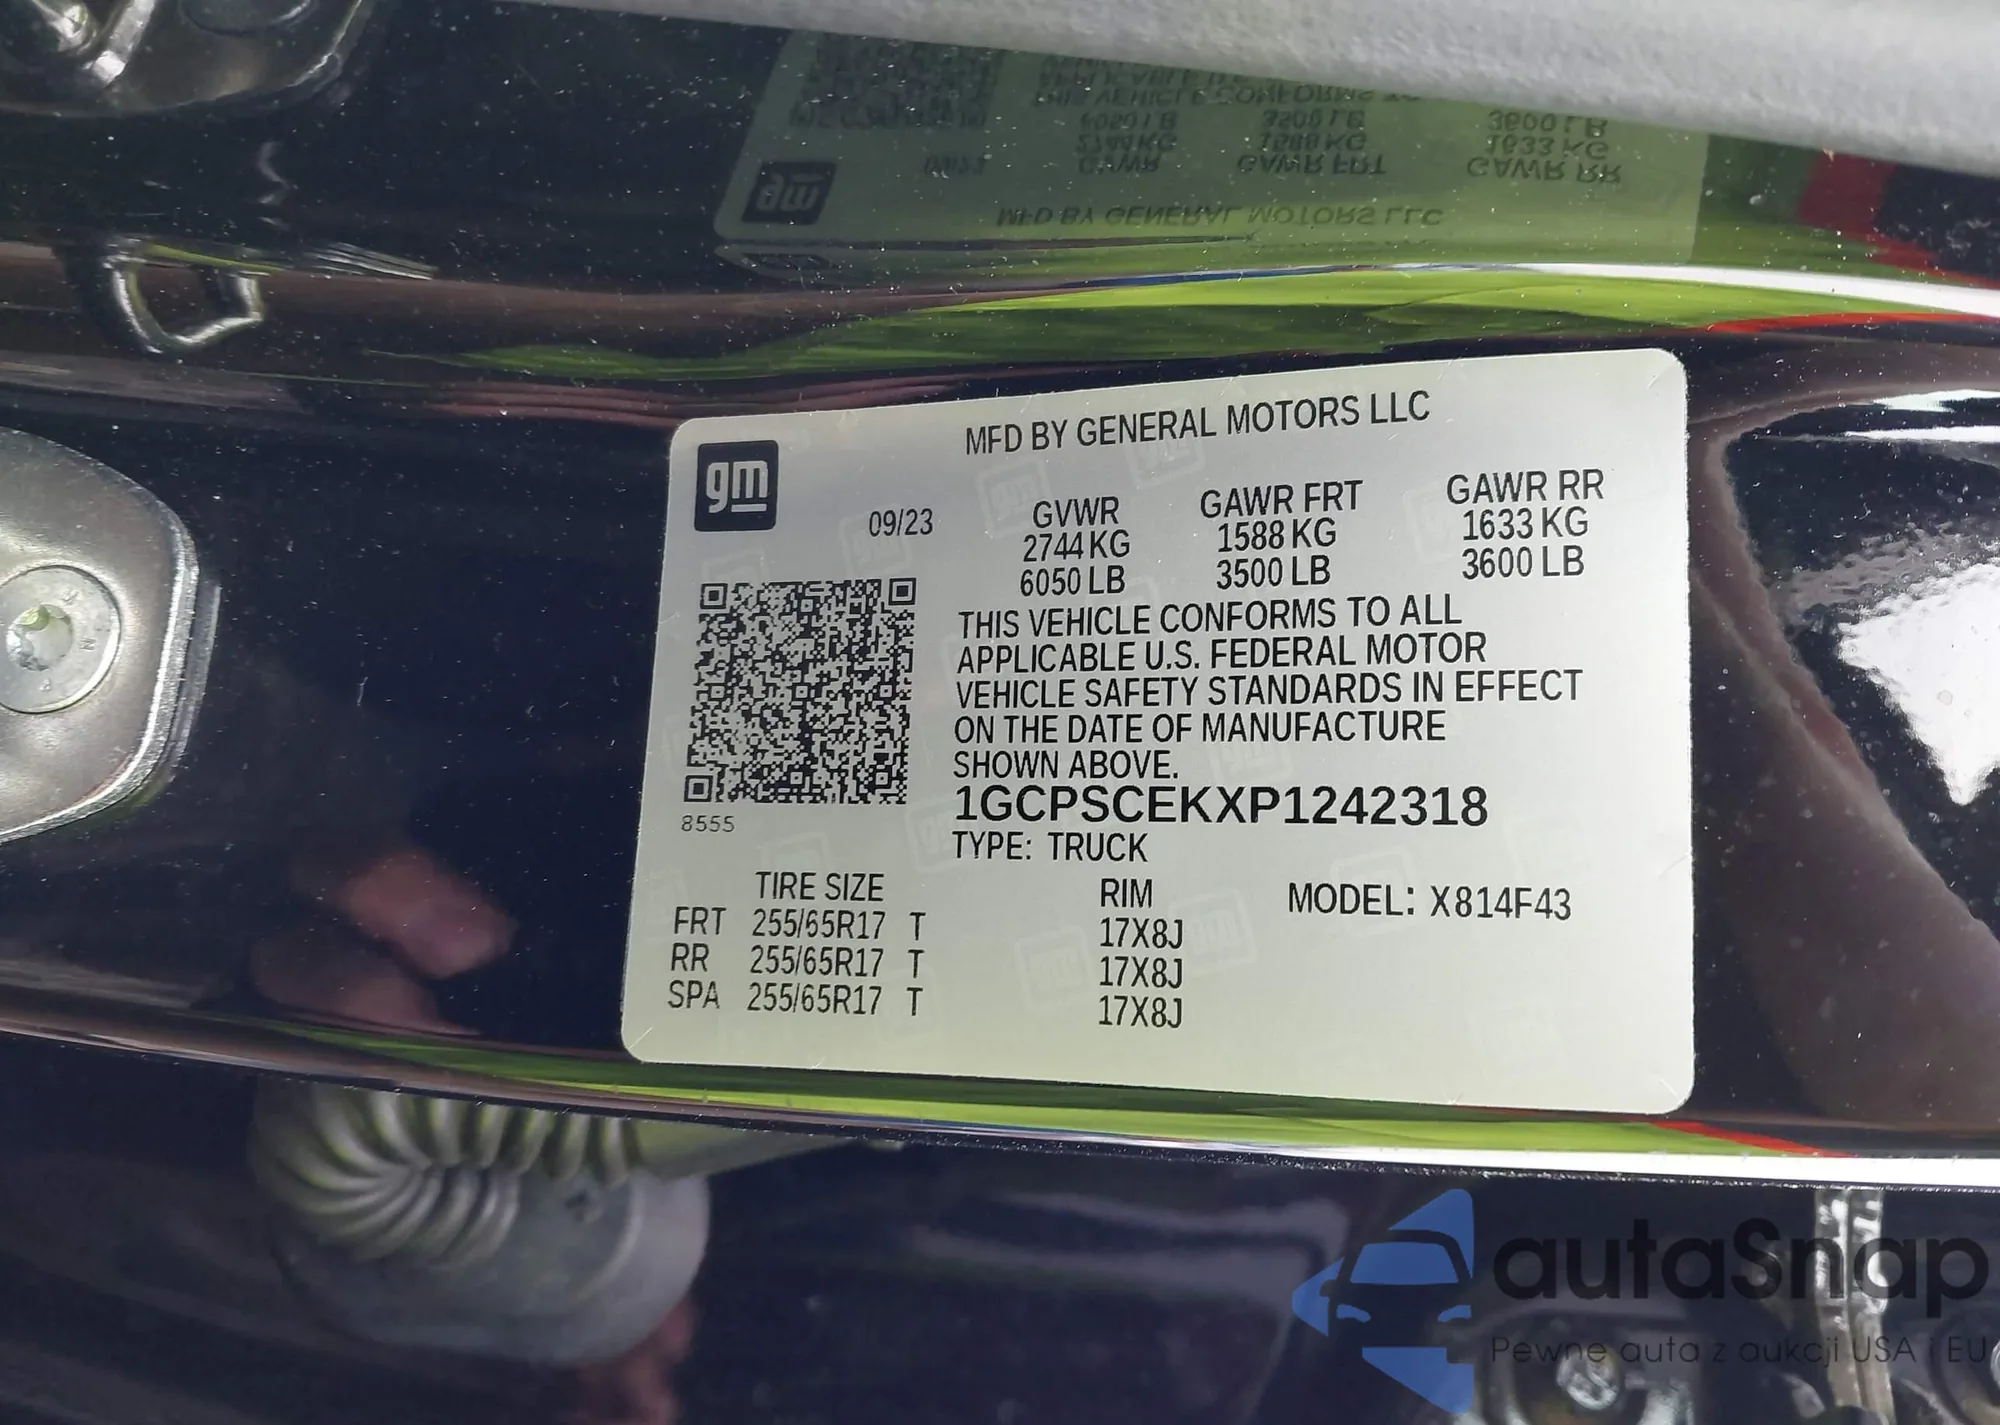 MFD BY GENERAL MOTORS LLC
gm
09/23
GVWR GAWR FRT GAWR RR
2744 KG 1588 KG 1633 KG
6050 LB 3500 LB 3600 LB
THIS VEHICLE CONFORMS TO ALL
APPLICABLE U.S. FEDERAL MOTOR
VEHICLE SAFETY STANDARDS IN EFFECT
ON THE DATE OF MANUFACTURE
SHOWN ABOVE.
1GCPSCEKXP1242318
8555
TYPE: TRUCK
TIRE SIZE RIM MODEL: X814F43
FRT 255/65R17 T 17X8J
RR 255/65R17 T 17X8J
SPA 255/65R17 T 17X8J
autaSnap
Pewne auta z aukcji USA i EU